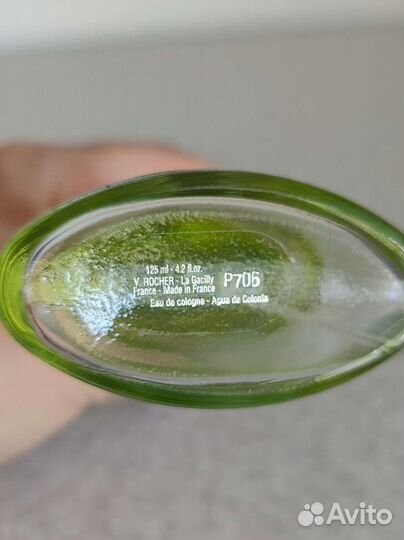 125 ml - 4.2 fl.oz.
Y. ROCHER - La Gacilly P706
France - Made in France
Eau de cologne - Agua de Colonia
Avito